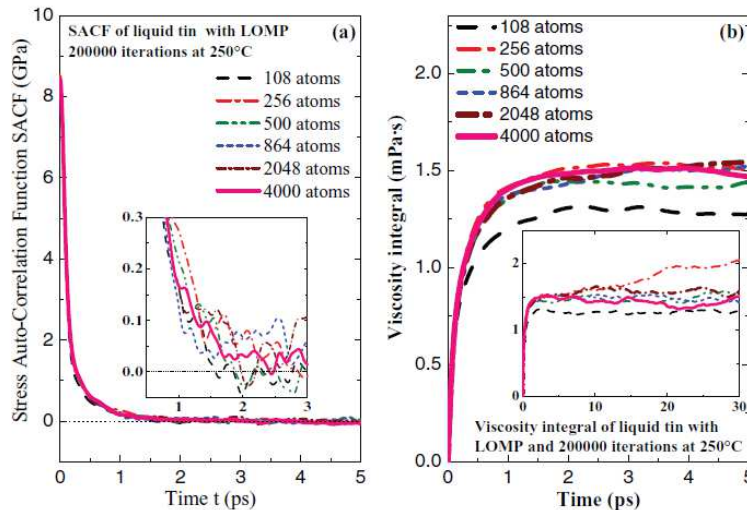 SACF of liquid tin with LOMP (a)
200000 iterations at 250°C
108 atoms
256 atoms
500 atoms
864 atoms
2048 atoms
4000 atoms
Stress Auto-Correlation Function SACF (GPa)
10
8
6
4
2
0
0.3
0.2
0.1
0.0
1 2 3
0 1 2 3 4 5
Time t (ps)
(b)
108 atoms
256 atoms
500 atoms
864 atoms
2048 atoms
4000 atoms
Viscosity integral (mPa·s)
2.0
1.5
1.0
0.5
0.0
2
1
0
0 10 20 30
Viscosity integral of liquid tin with
LOMP and 200000 iterations at 250°C
0 1 2 3 4 5
Time (ps)